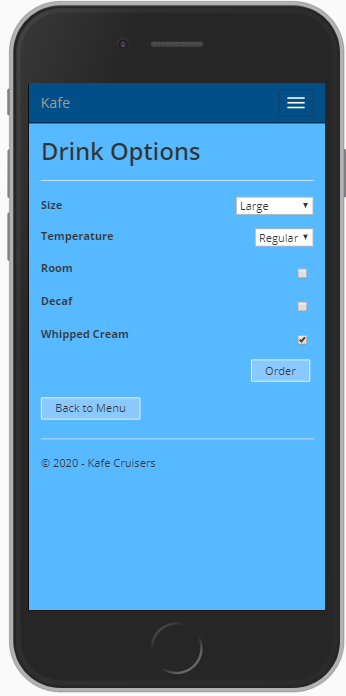 Kafe
Drink Options
Size Large
Temperature Regular
Room
Decaf
Whipped Cream
Order
Back to Menu
© 2020 - Kafe Cruisers